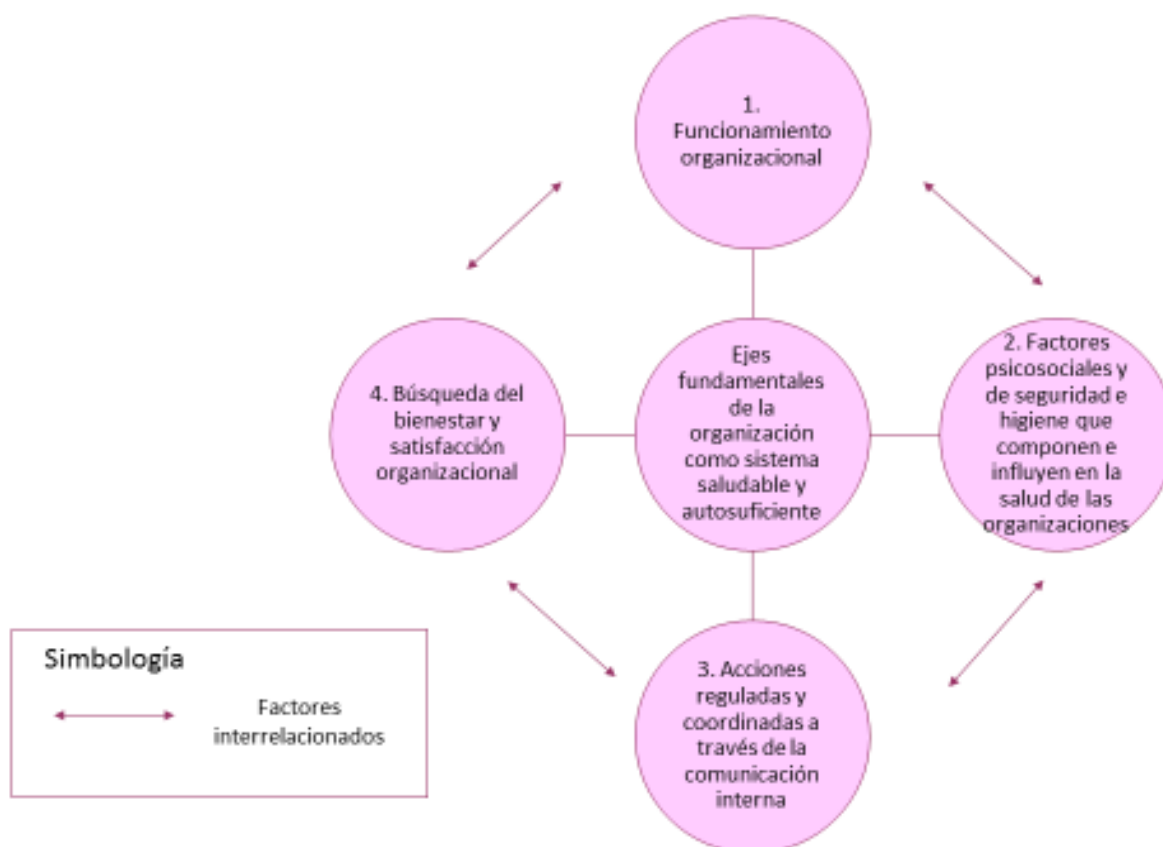 1.
Funcionamiento
organizacional
4. Búsqueda del
bienestar y
satisfacción
organizacional
Ejes
fundamentales
de la
organización
como sistema
saludable y
autosuficiente
2. Factores
psicosociales y
de seguridad e
higiene que
componen e
influyen en la
salud de las
organizaciones
3. Acciones
reguladas y
coordinadas a
través de la
comunicación
interna
Simbología
Factores
interrelacionados